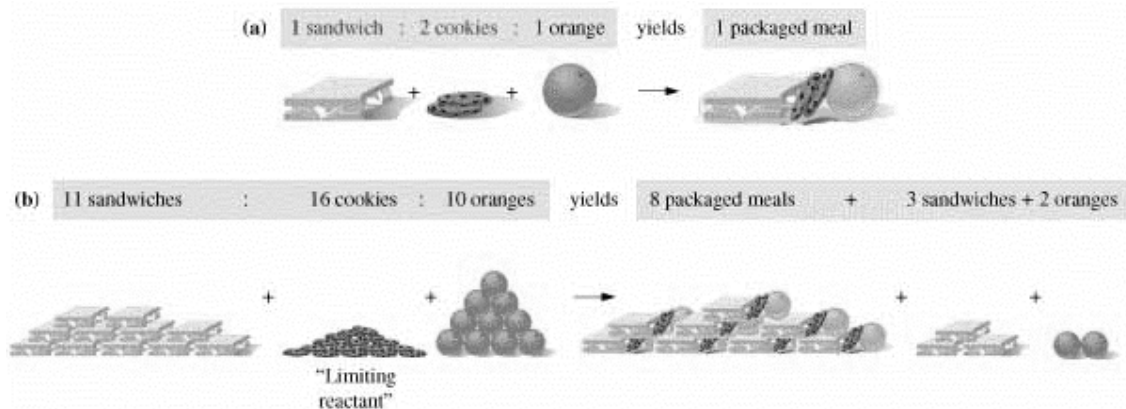 (a) 1 sandwich : 2 cookies : 1 orange yields 1 packaged meal
+ +
(b) 11 sandwiches : 16 cookies : 10 oranges yields 8 packaged meals + 3 sandwiches + 2 oranges
+ + + +
“Limiting
reactant”